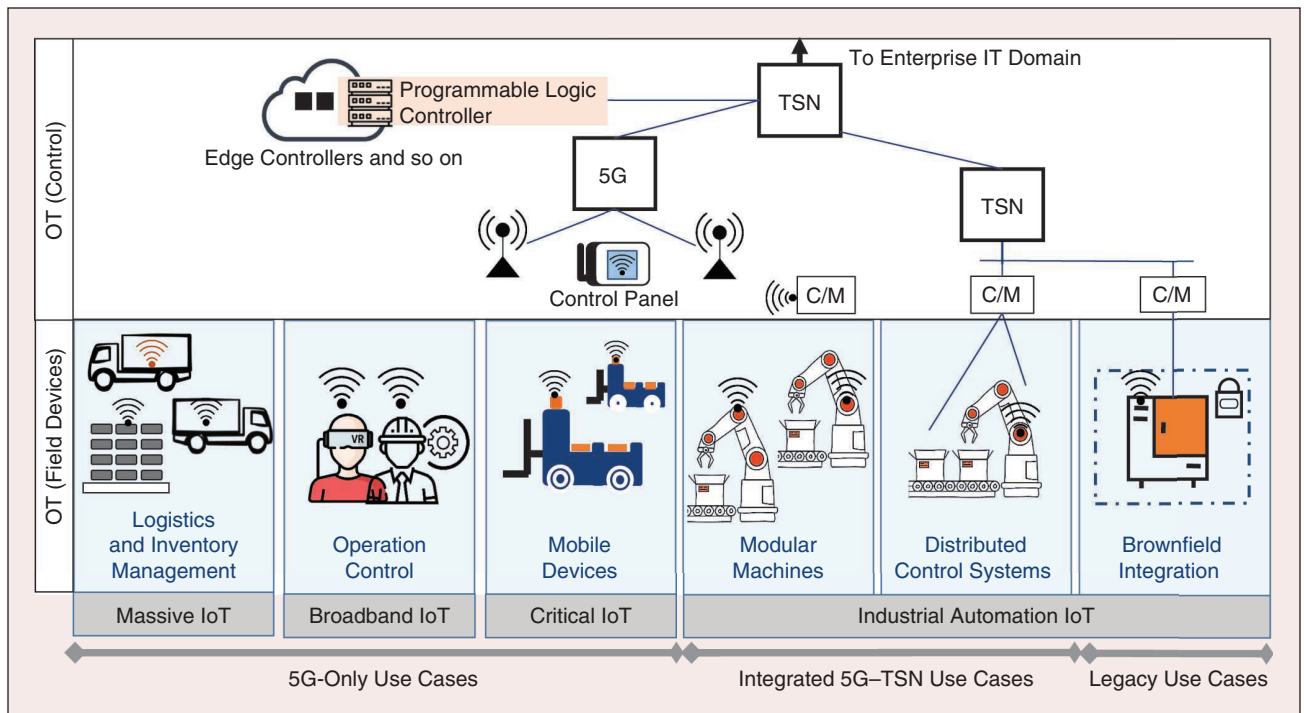 To Enterprise IT Domain
TSN
Programmable Logic
Controller
Edge Controllers and so on
5G
TSN
Control Panel
C/M
C/M
C/M
OT (Control)
OT (Field Devices)
VR
Logistics
and Inventory
Management
Operation
Control
Mobile
Devices
Modular
Machines
Distributed
Control Systems
Brownfield
Integration
Massive IoT
Broadband IoT
Critical IoT
Industrial Automation IoT
5G-Only Use Cases
Integrated 5G–TSN Use Cases
Legacy Use Cases